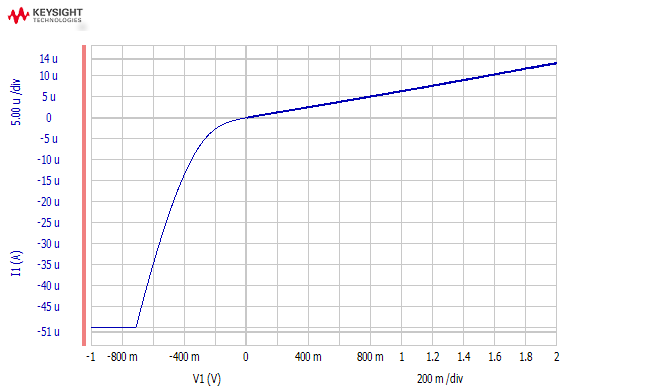 KEYSIGHT
TECHNOLOGIES
5.00 u /div
I1 (A)
14 u
10 u
5 u
0
-5 u
-10 u
-15 u
-20 u
-25 u
-30 u
-35 u
-40 u
-45 u
-51 u
-1 -800 m -400 m 0 400 m 800 m 1 1.2 1.4 1.6 1.8 2
V1 (V) 200 m /div